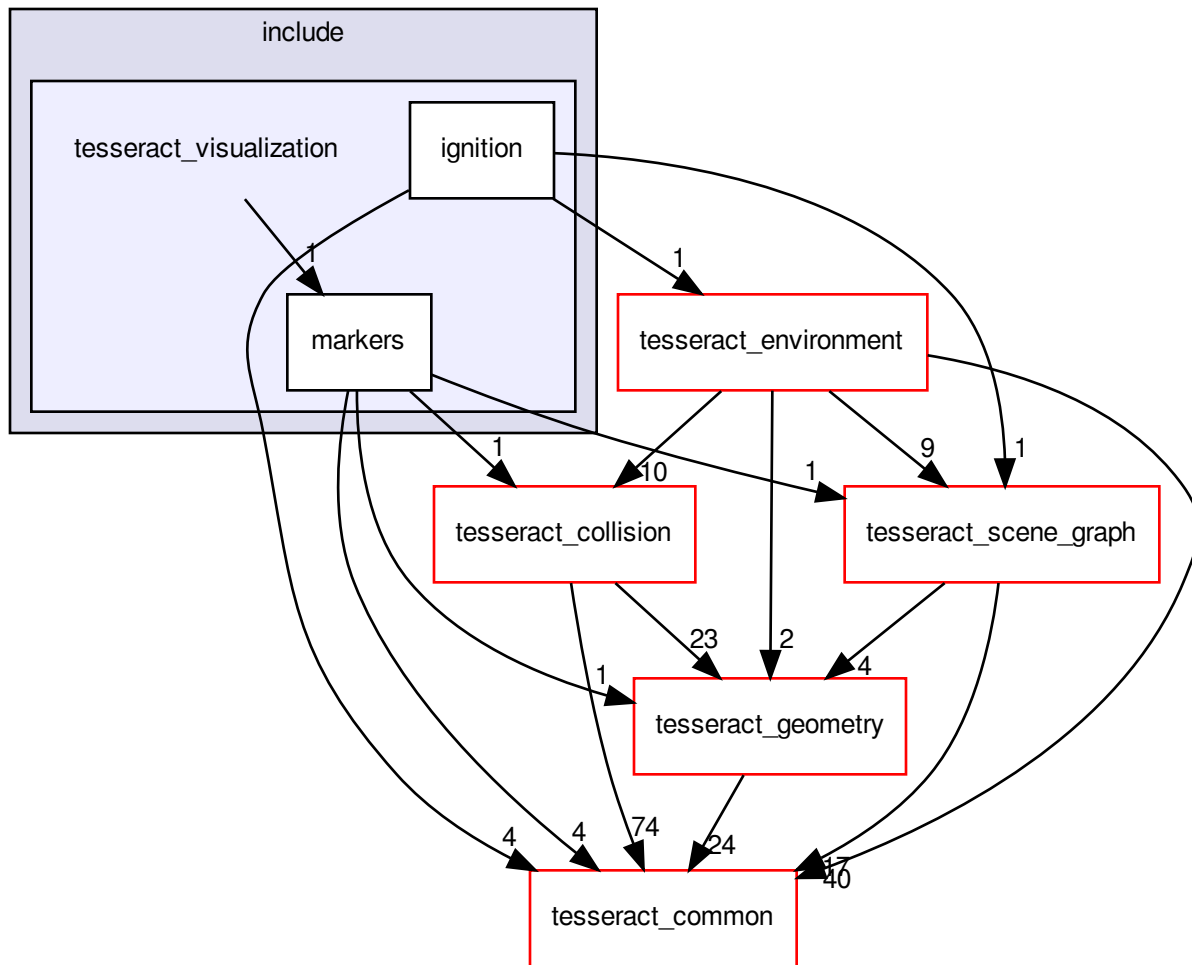 include
tesseract_visualization
ignition
1
1
markers
tesseract_environment
1
10
9
1
1
tesseract_collision
tesseract_scene_graph
1
23
2
4
tesseract_geometry
4
4
74
24
17
40
tesseract_common